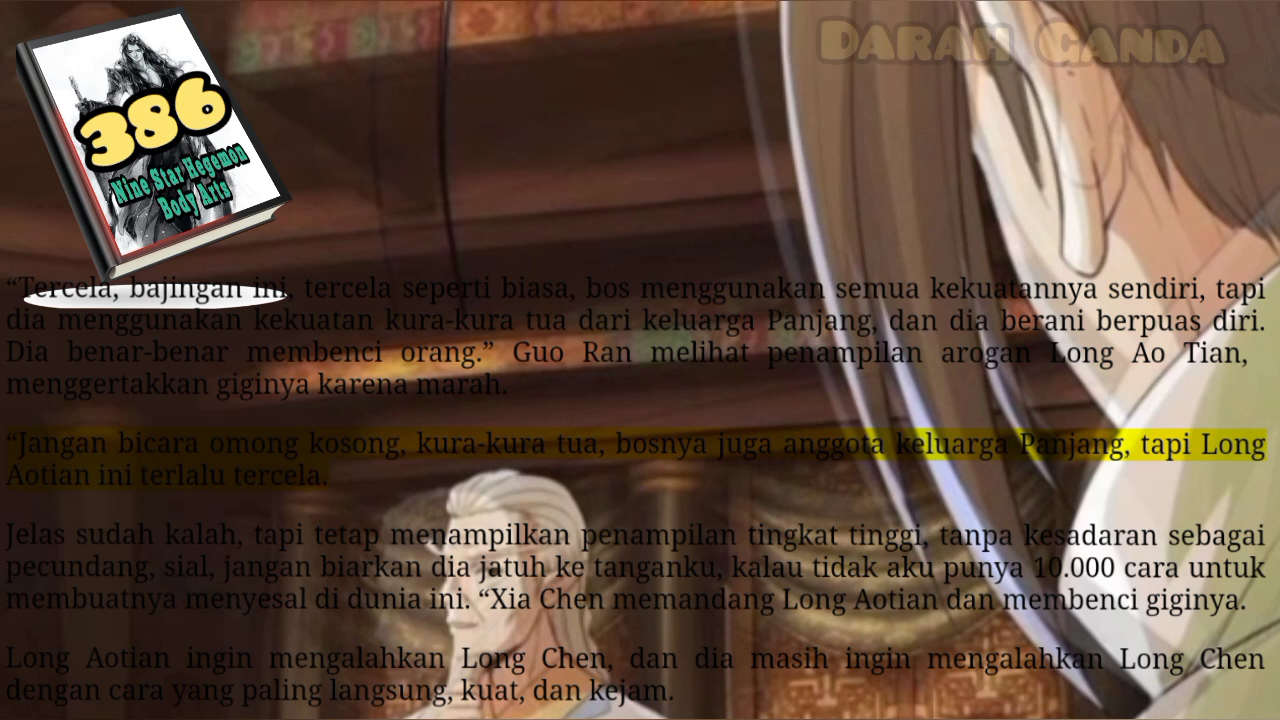 DARAH GANDA
386
Nine Star Hegemon
Body Arts
“Tercela, bajingan ini, tercela seperti biasa, bos menggunakan semua kekuatannya sendiri, tapi
dia menggunakan kekuatan kura-kura tua dari keluarga Panjang, dan dia berani berpuas diri.
Dia benar-benar membenci orang.” Guo Ran melihat penampilan arogan Long Ao Tian,
menggertakkan giginya karena marah.
“Jangan bicara omong kosong, kura-kura tua, bosnya juga anggota keluarga Panjang, tapi Long
Aotian ini terlalu tercela.
Jelas sudah kalah, tapi tetap menampilkan penampilan tingkat tinggi, tanpa kesadaran sebagai
pecundang, sial, jangan biarkan dia jatuh ke tanganku, kalau tidak aku punya 10.000 cara untuk
membuatnya menyesal di dunia ini. “Xia Chen memandang Long Aotian dan membenci giginya.
Long Aotian ingin mengalahkan Long Chen, dan dia masih ingin mengalahkan Long Chen
dengan cara yang paling langsung, kuat, dan kejam.